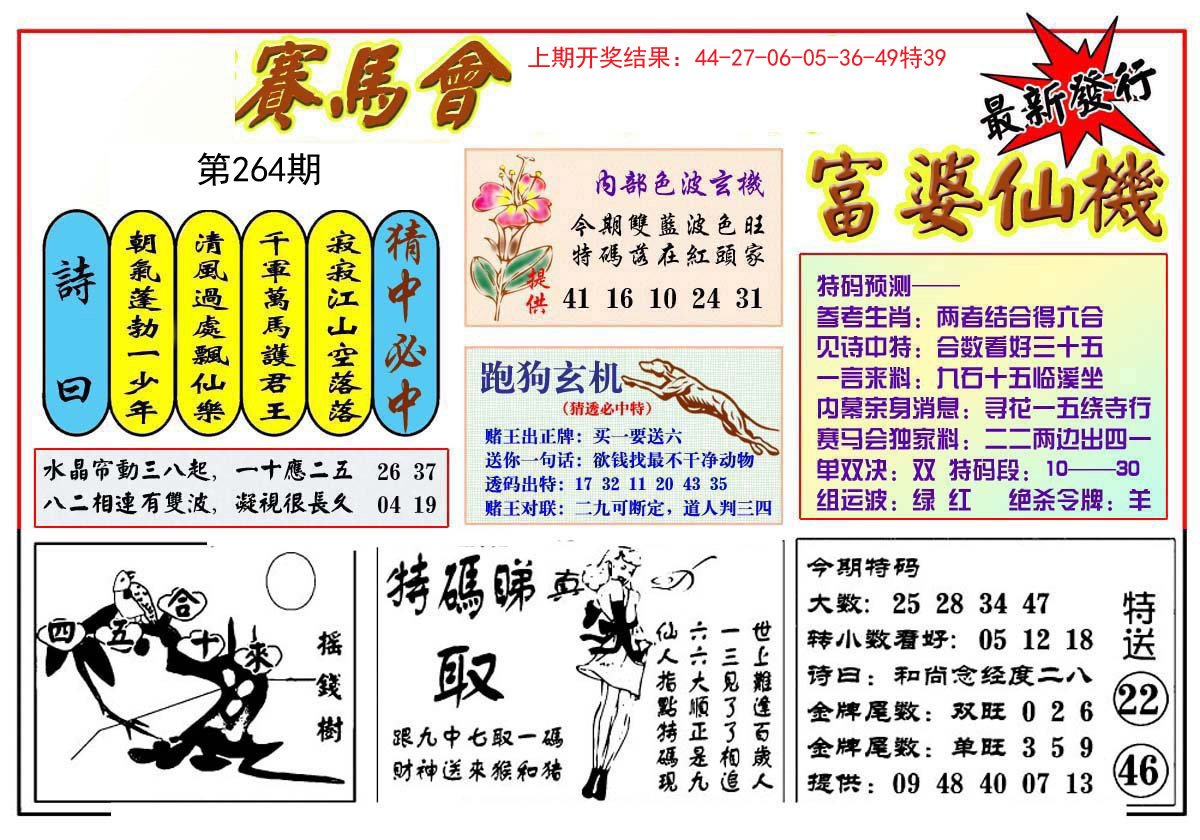 賽馬會
上期开奖结果：44-27-06-05-36-49特39
最新發行
第264期
富婆仙機
詩曰
朝氣蓬勃一少年
清風過處飄仙樂
千軍萬馬護君王
寂寂江山空落落
猜中必中
水晶帘動三八起，一十應二五 26 37
八二相連有雙波，凝視很長久 04 19
内部色波玄機
今期雙藍波色旺
特碼落在紅頭家
提供 41 16 10 24 31
跑狗玄机
（猜透必中特）
赌王出正牌：买一要送六
送你一句话：欲钱找最不干净动物
透码出特：17 32 11 20 43 35
赌王对联：二九可断定，道人判三四
特码预测——
参考生肖：两者结合得六合
见诗中特：合数看好三十五
一言来料：九石十五临溪坐
内幕亲身消息：寻花一五绕寺行
赛马会独家料：二二两边出四一
单双决：双 特码段：10——30
组运波：绿 红 绝杀令牌：羊
四五合十來
搖錢樹
特碼睇真
取
跟九中七取一碼
財神送來猴和猪
世上難逢百歲人
一三見了了相追
六六大順正是九
仙人指點特碼現
今期特码
大数：25 28 34 47
转小数看好：05 12 18
诗曰：和尚念经度二八
金牌尾数：双旺 0 2 6
金牌尾数：单旺 3 5 9
提供：09 48 40 07 13
特送
22
46